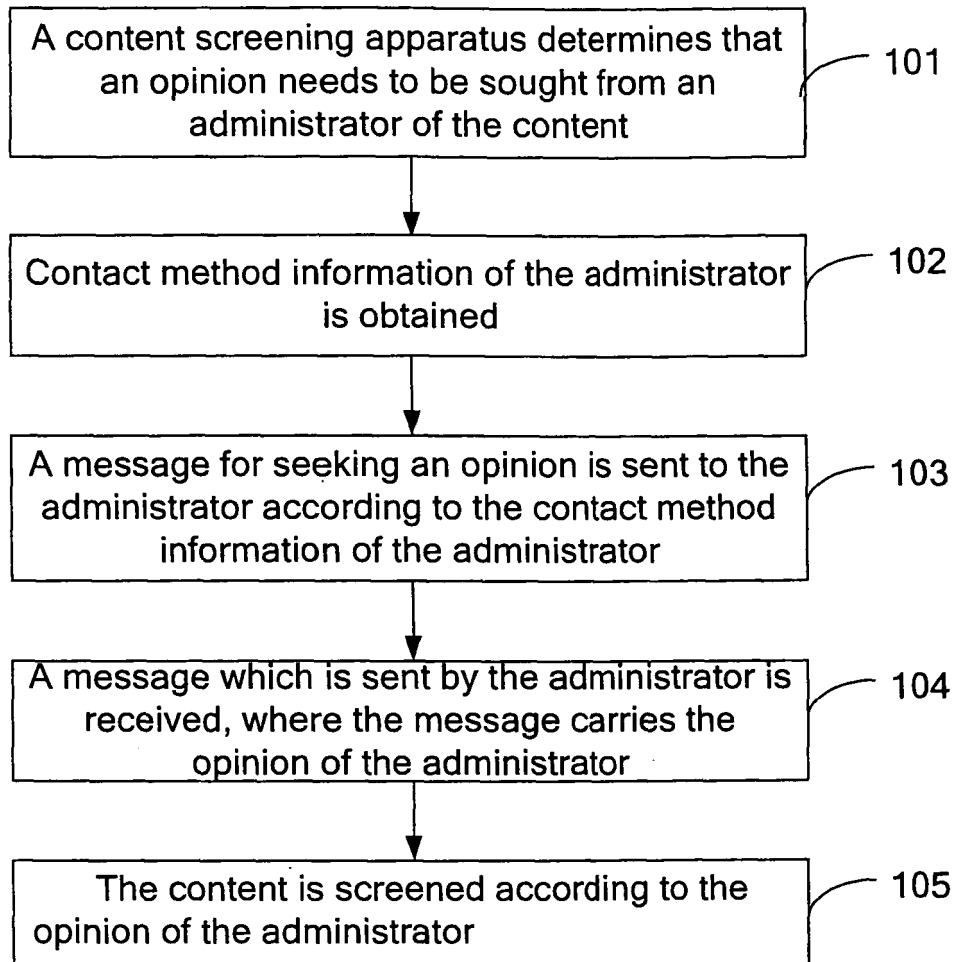 A content screening apparatus determines that
an opinion needs to be sought from an
administrator of the content
101
Contact method information of the administrator
is obtained
102
A message for seeking an opinion is sent to the
administrator according to the contact method
information of the administrator
103
A message which is sent by the administrator is
received, where the message carries the
opinion of the administrator
104
The content is screened according to the
opinion of the administrator
105